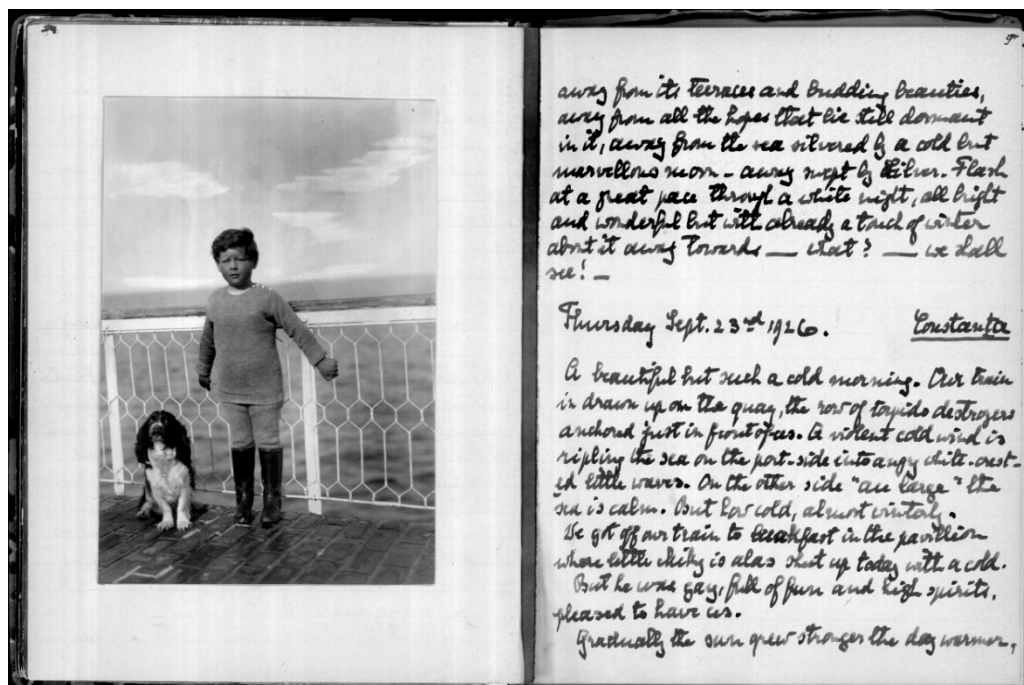 away from its terraces and budding beauties,
away from all the hopes that lie still dormant
in it, away from the sea silvered by a cold but
marvellous moon - away swept by silver. Flash
at a great pace through a white night, all bright
and wonderful but with already a touch of winter
about it away towards — what? — we shall
see! -
Thursday Sept. 23rd 1926. Constantza
A beautiful but such a cold morning. Our train
is drawn up on the quay, the row of torpido destroyers
anchored just in front of us. A violent cold wind is
ripling the sea on the port-side into angry white-crest-
ed little waves. On the other side "au large" the
sea is calm. But how cold, almost winterly.
We got off our train to breakfast in the pavillion
where little Miky is alas shut up today with a cold.
But he was gay, full of fun and high spirits,
pleased to have us.
Gradually the sun grew stronger the day warmer,